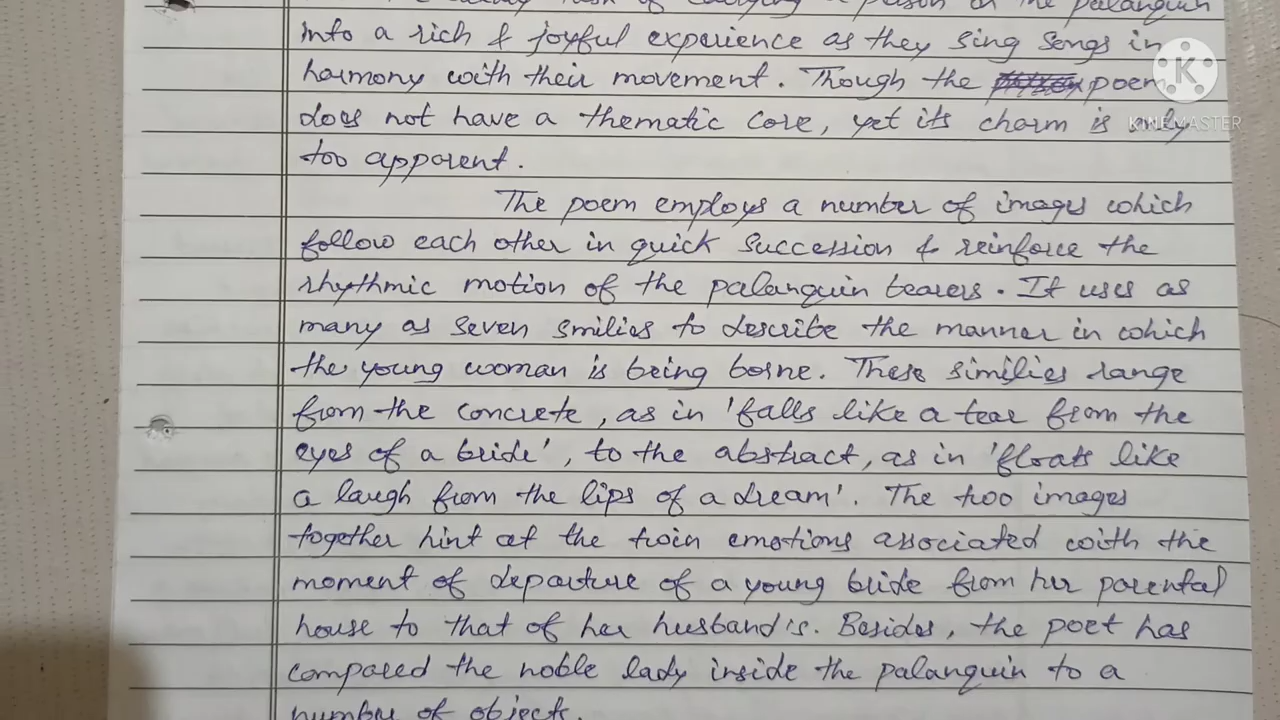 a person on the palanquin
into a rich & joyful experience as they sing songs in
harmony with their movement. Though the poem
does not have a thematic core, yet its charm is only
too apparent.
The poem employs a number of images which
follow each other in quick succession & reinforce the
rhythmic motion of the palanquin bearers. It uses as
many as seven smilies to describe the manner in which
the young woman is being borne. These similies range
from the concrete, as in 'falls like a tear from the
eyes of a bride', to the abstract, as in 'floats like
a laugh from the lips of a dream'. The two images
together hint at the twin emotions associated with the
moment of departure of a young bride from her parental
house to that of her husband's. Besides, the poet has
compared the noble lady inside the palanquin to a
number of objects.
K
KINEMASTER